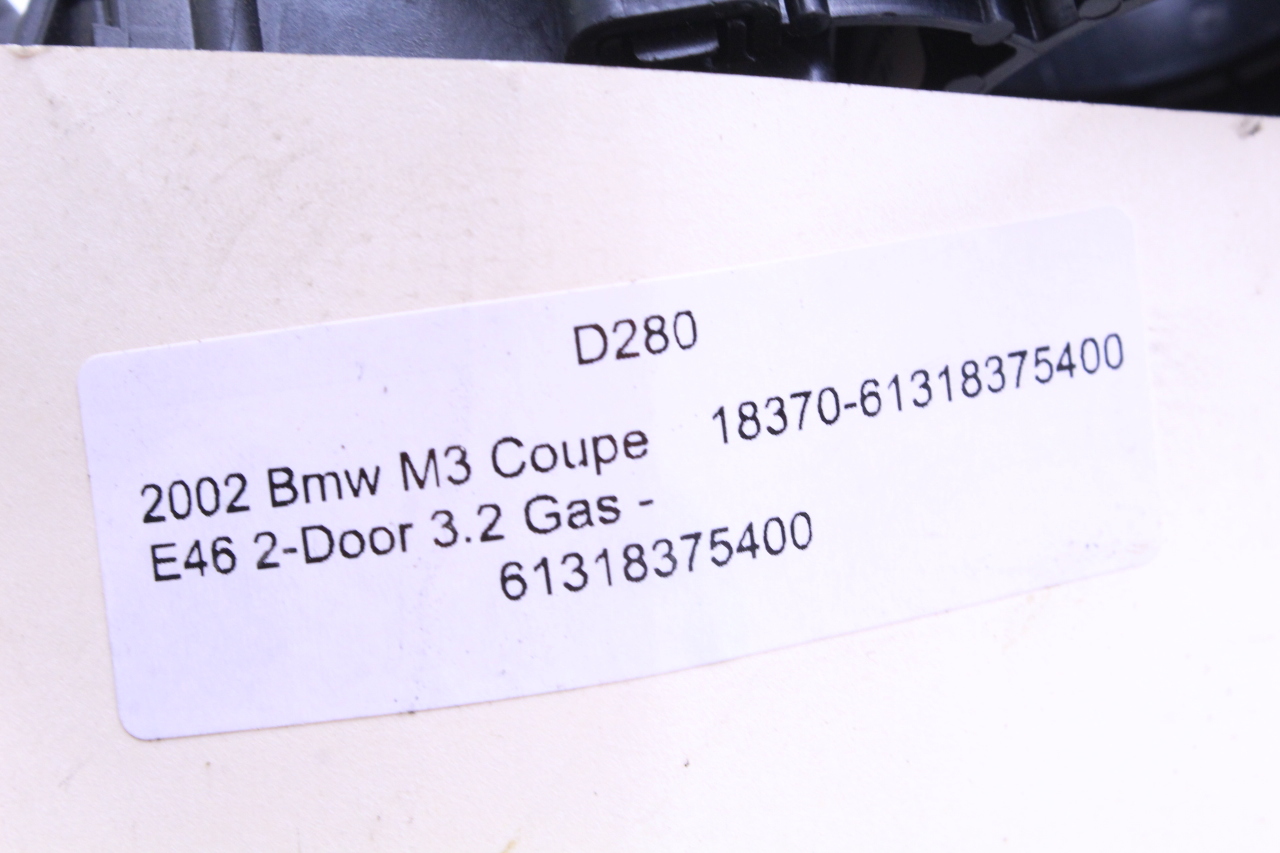 D280
2002 Bmw M3 Coupe 18370-61318375400
E46 2-Door 3.2 Gas -
61318375400